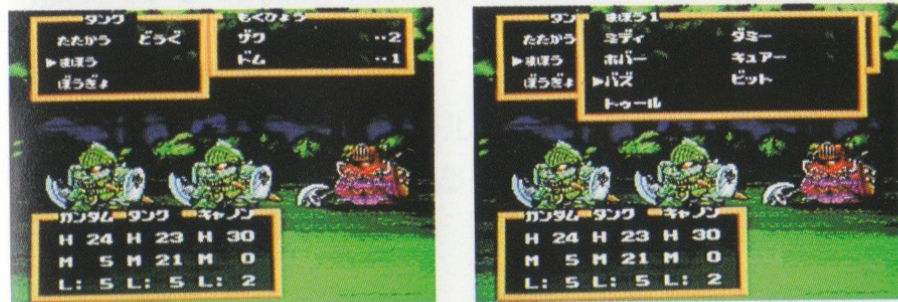 タンク
たたかう どうぐ
▶まほう
ぼうぎょ
もくひょう
ザク ‥2
ドム ‥1
ガンダム タンク キャノン
H 24 H 23 H 30
M 5 M 21 M 0
L: 5 L: 5 L: 2
タン
たたかう
▶まほう
ぼうぎょ
まほう1
ミディ ダミー
ホバー キュアー
▶バズ ビット
トゥール
ガンダム タンク キャノン
H 24 H 23 H 30
M 5 M 21 M 0
L: 5 L: 5 L: 2